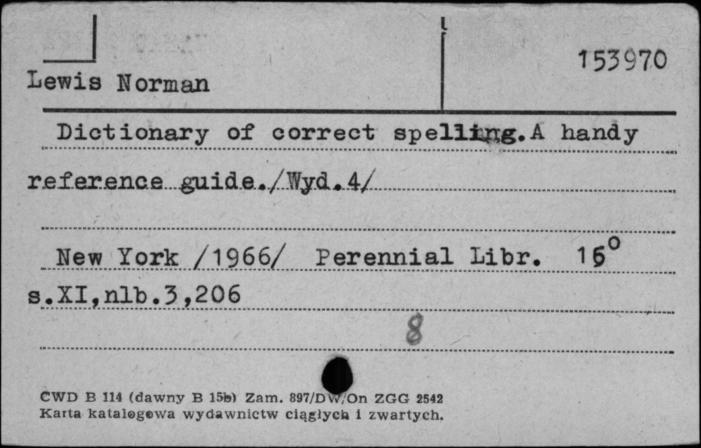 153970
Lewis Norman
Dictionary of correct spelling. A handy
reference guide./Wyd.4/
New York /1966/ Perennial Libr. 16°
s.XI,nlb.3,206
8
CWD B 114 (dawny B 15b) Zam. 897/DW/On ZGG 2542
Karta katalogowa wydawnictw ciągłych i zwartych.